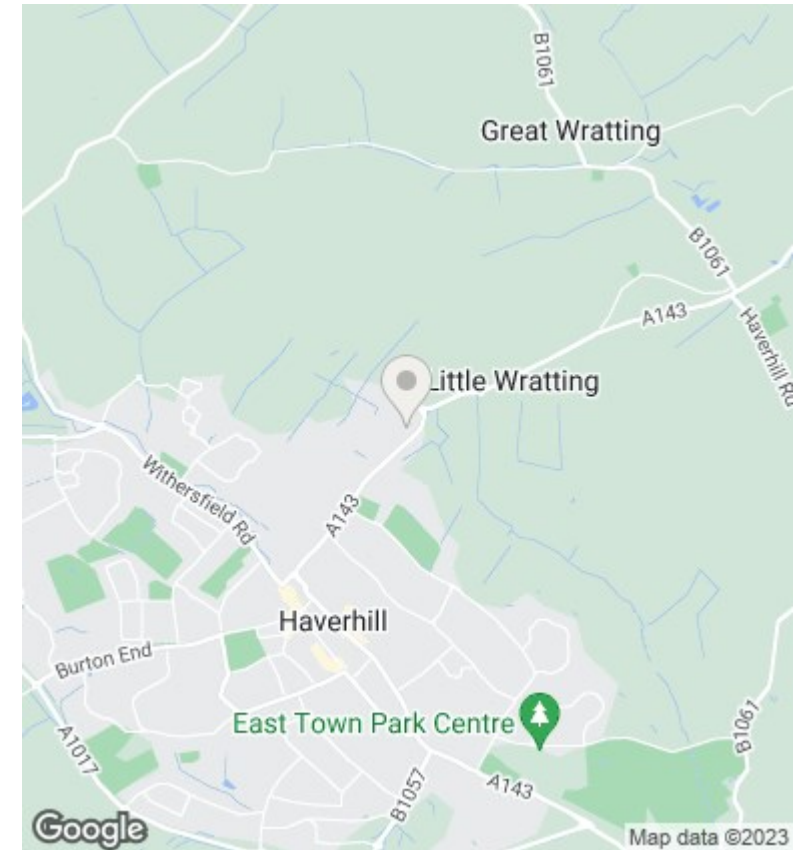 B1061
Great Wratting
B1061
A143
Haverhill Rd
Little Wratting
Withersfield Rd
A143
Haverhill
Burton End
East Town Park Centre
B1061
A1017
B1057
A143
Google
Map data ©2023